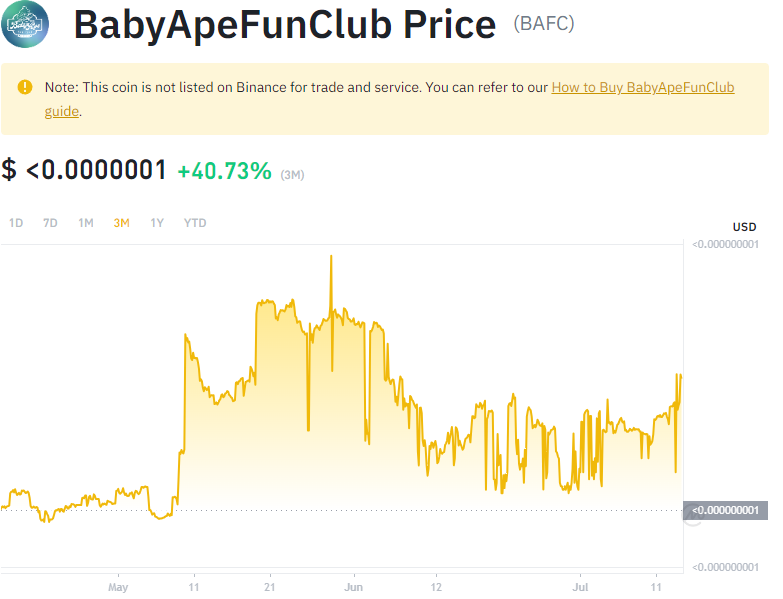 BabyApeFunClub Price (BAFC)
Note: This coin is not listed on Binance for trade and service. You can refer to our How to Buy BabyApeFunClub
guide.
$ <0.0000001 +40.73% (3M)
1D 7D 1M 3M 1Y YTD
USD
<0.000000001
<0.000000001
<0.000000001
May 11 21 Jun 12 Jul 11